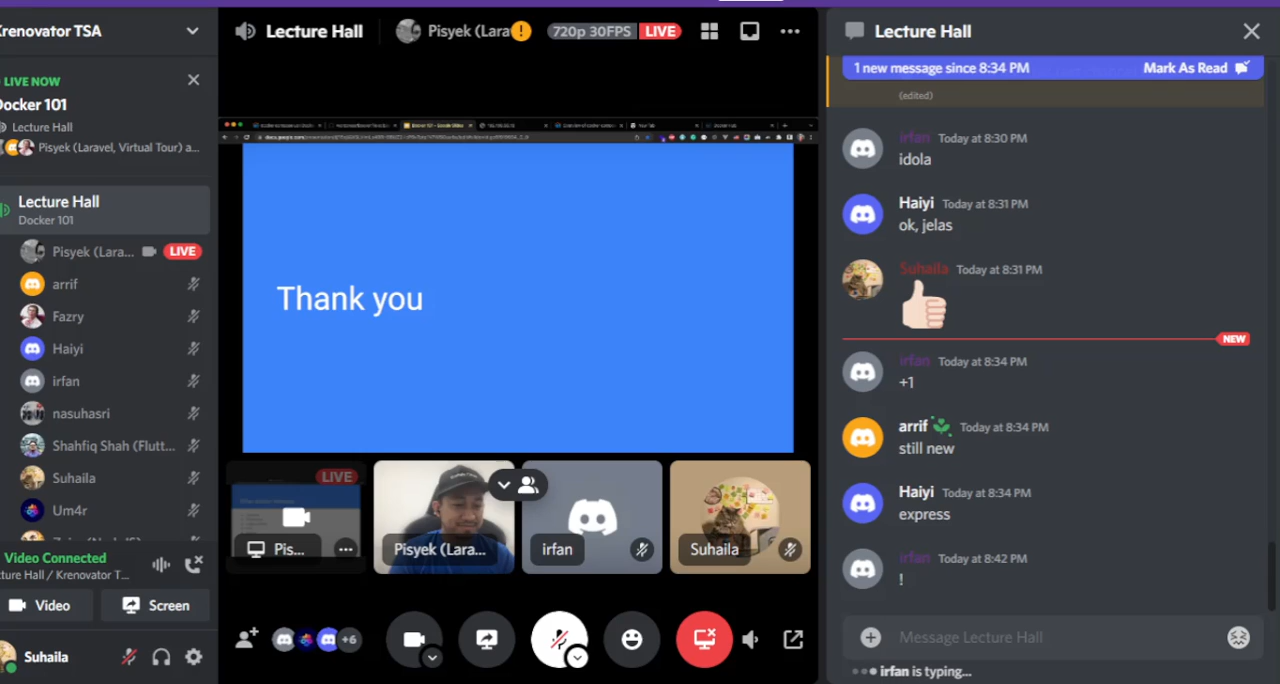 Krenovator TSA
LIVE NOW
Docker 101
Lecture Hall
Pisyek (Laravel, Virtual Tour) a...
Lecture Hall
Docker 101
Pisyek (Lara...
LIVE
arrif
Fazry
Haiyi
irfan
nasuhasri
Shahfiq Shah (Flutt...
Suhaila
Um4r
Video Connected
cture Hall / Krenovator T...
Video
Screen
Suhaila
Lecture Hall
Pisyek (Lara
720p 30FPS
LIVE
Thank you
LIVE
Pis...
Pisyek (Lara...
irfan
Suhaila
+6
Lecture Hall
1 new message since 8:34 PM
Mark As Read
(edited)
irfan Today at 8:30 PM
idola
Haiyi Today at 8:31 PM
ok, jelas
Suhaila Today at 8:31 PM
NEW
irfan Today at 8:34 PM
+1
arrif Today at 8:34 PM
still new
Haiyi Today at 8:34 PM
express
irfan Today at 8:42 PM
!
Message Lecture Hall
irfan is typing...